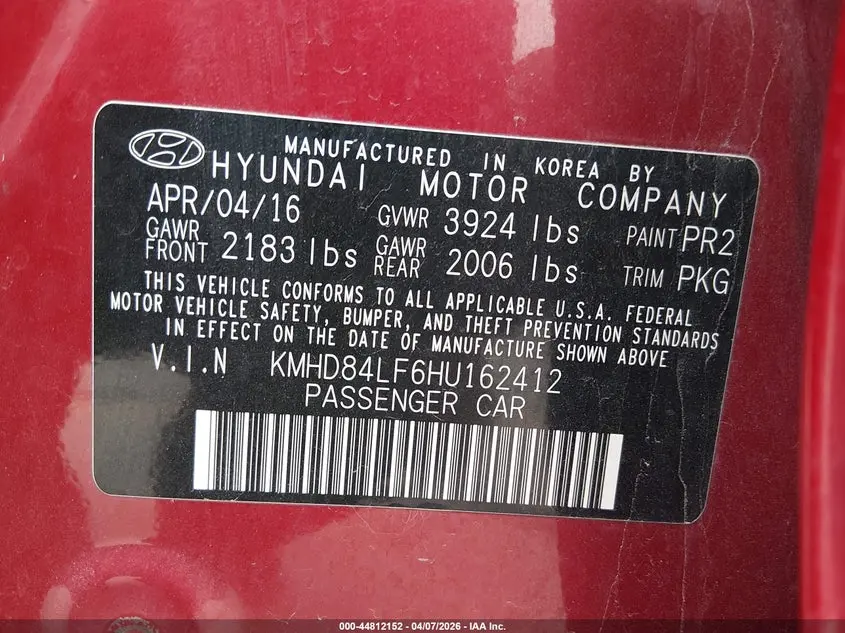 MANUFACTURED IN KOREA BY
HYUNDAI MOTOR COMPANY
APR/04/16 GVWR 3924 lbs PAINT PR2
GAWR FRONT 2183 lbs GAWR REAR 2006 lbs TRIM PKG
THIS VEHICLE CONFORMS TO ALL APPLICABLE U.S.A. FEDERAL
MOTOR VEHICLE SAFETY, BUMPER, AND THEFT PREVENTION STANDARDS
IN EFFECT ON THE DATE OF MANUFACTURE SHOWN ABOVE
V.I.N KMHD84LF6HU162412
PASSENGER CAR
000-44812152 | 04/07/2026 | IAA Inc.